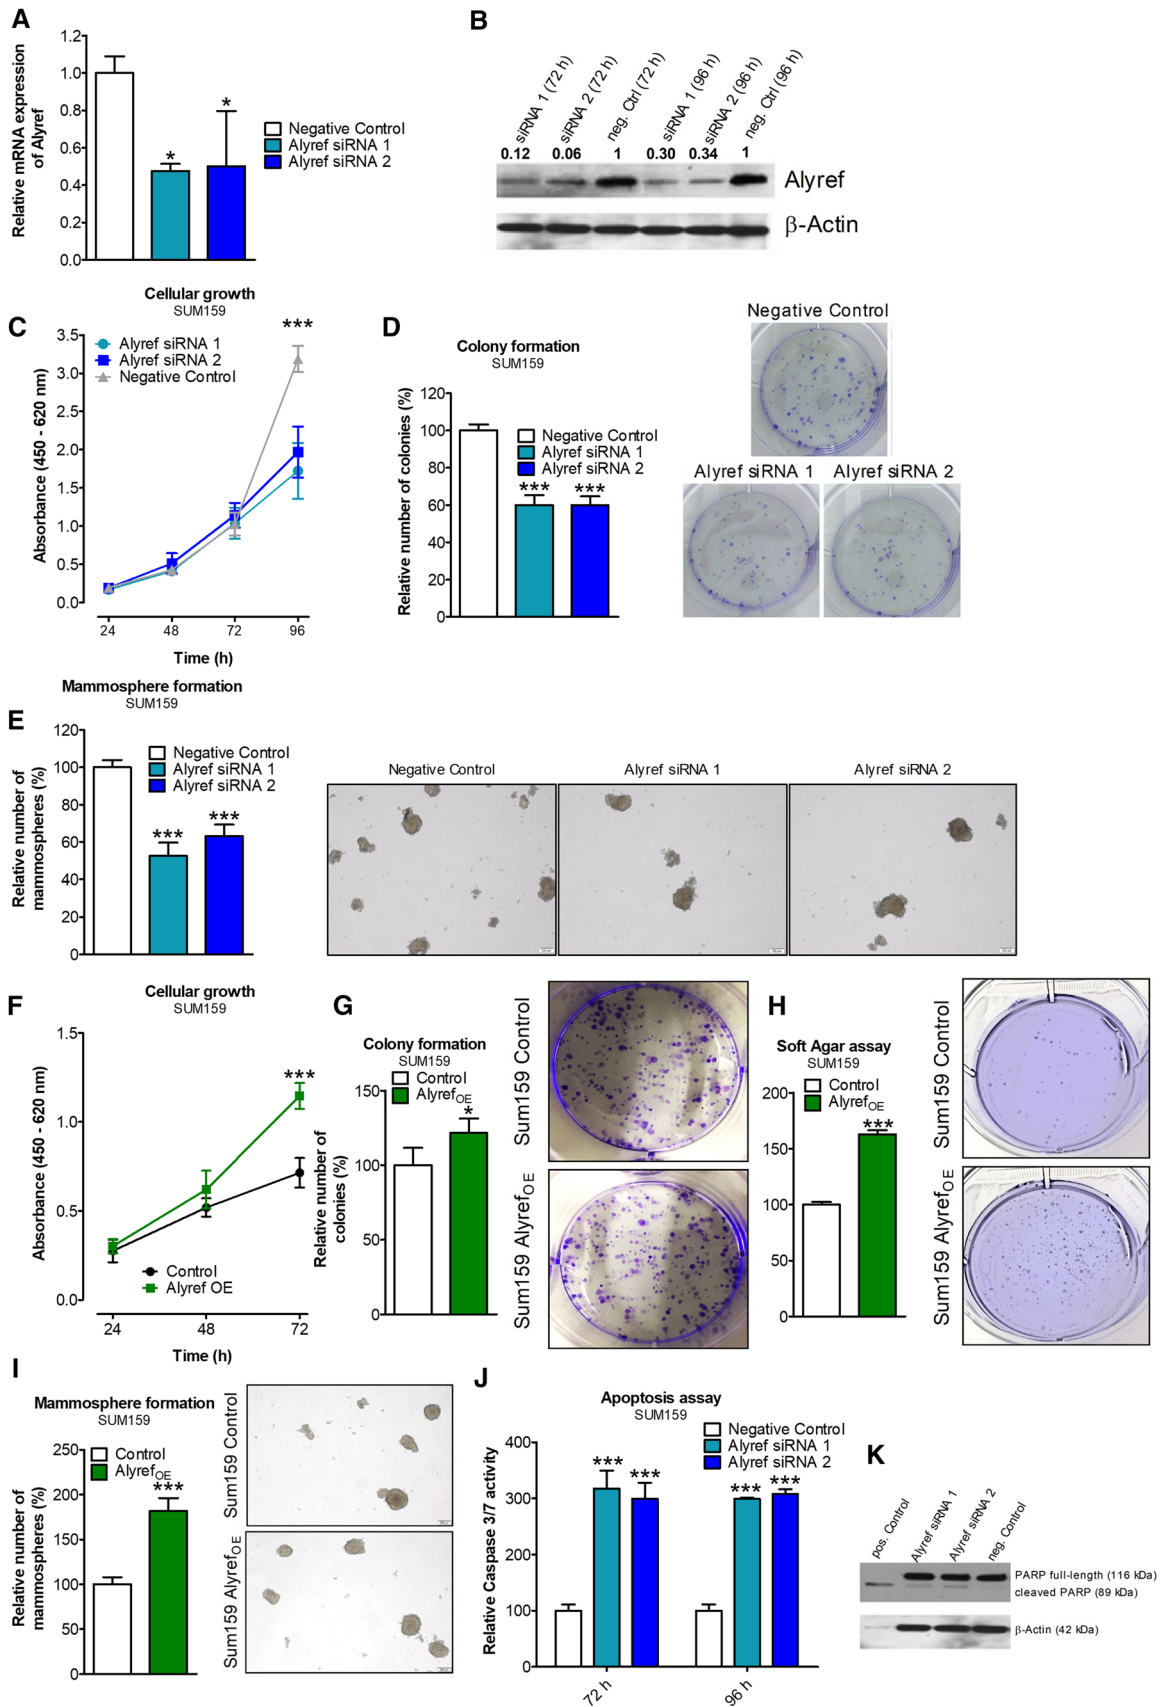 A
Relative mRNA expression
of Alyref
1.2
1.0
0.8
0.6
0.4
0.2
0.0
*
*
Negative Control
Alyref siRNA 1
Alyref siRNA 2
B
siRNA 1 (72 h)
siRNA 2 (72 h)
neg. Ctrl (72 h)
siRNA 1 (96 h)
siRNA 2 (96 h)
neg. Ctrl (96 h)
0.12 0.06 1 0.30 0.34 1
Alyref
β-Actin
C
Cellular growth
SUM159
Absorbance (450 - 620 nm)
3.5
3.0
2.5
2.0
1.5
1.0
0.5
0.0
Alyref siRNA 1
Alyref siRNA 2
Negative Control
***
24 48 72 96
Time (h)
D
Colony formation
SUM159
Relative number of colonies (%)
120
100
80
60
40
20
0
Negative Control
Alyref siRNA 1
Alyref siRNA 2
*** ***
Negative Control
Alyref siRNA 1 Alyref siRNA 2
Mammosphere formation
SUM159
E
Relative number of
mammospheres (%)
120
100
80
60
40
20
0
Negative Control
Alyref siRNA 1
Alyref siRNA 2
*** ***
Negative Control Alyref siRNA 1 Alyref siRNA 2
F
Cellular growth
SUM159
Absorbance (450 - 620 nm)
1.5
1.0
0.5
0.0
***
Control
Alyref OE
24 48 72
Time (h)
G
Colony formation
SUM159
Control
AlyrefOE
Relative number of
colonies (%)
150
100
50
0
*
Sum159 Control
Sum159 AlyrefOE
H
Soft Agar assay
SUM159
Control
AlyrefOE
200
150
100
50
0
***
Sum159 Control
Sum159 AlyrefOE
I
Mammosphere formation
SUM159
Control
AlyrefOE
Relative number of
mammospheres (%)
250
200
150
100
50
0
***
Sum159 Control
Sum159 AlyrefOE
J
Apoptosis assay
SUM159
Negative Control
Alyref siRNA 1
Alyref siRNA 2
Relative Caspase 3/7 activity
400
300
200
100
0
*** *** *** ***
72 h 96 h
K
pos. Control
Alyref siRNA 1
Alyref siRNA 2
neg. Control
PARP full-length (116 kDa)
cleaved PARP (89 kDa)
β-Actin (42 kDa)